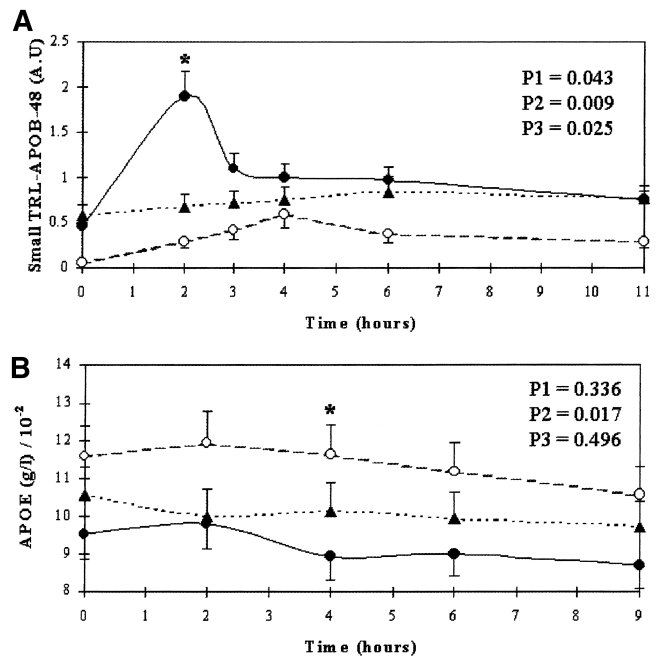 A
Small TRL-APOB-48 (A.U)
2.5
2
1.5
1
0.5
0
*
P1 = 0.043
P2 = 0.009
P3 = 0.025
0 1 2 3 4 5 6 7 8 9 10 11
Time (hours)
B
APOE (g/l) / 10⁻²
14
13
12
11
10
9
8
*
P1 = 0.336
P2 = 0.017
P3 = 0.496
0 1 2 3 4 5 6 7 8 9
Time (hours)